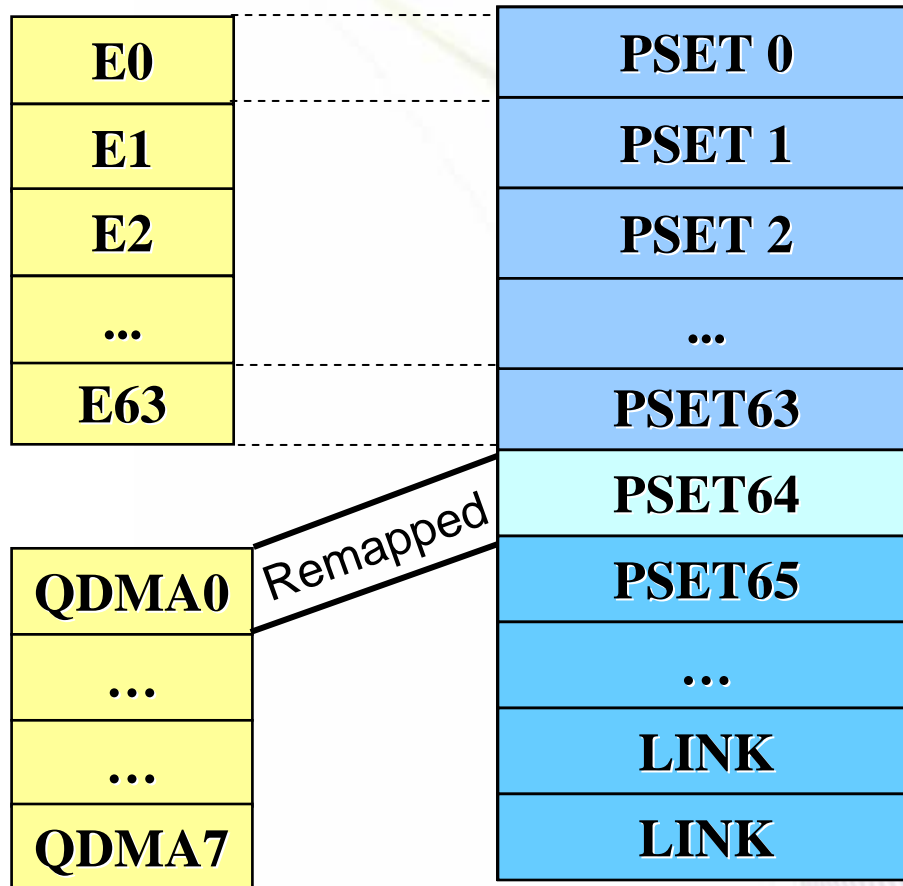 E0
E1
E2
...
E63
QDMA0
...
...
QDMA7
Remapped
PSET 0
PSET 1
PSET 2
...
PSET63
PSET64
PSET65
...
LINK
LINK